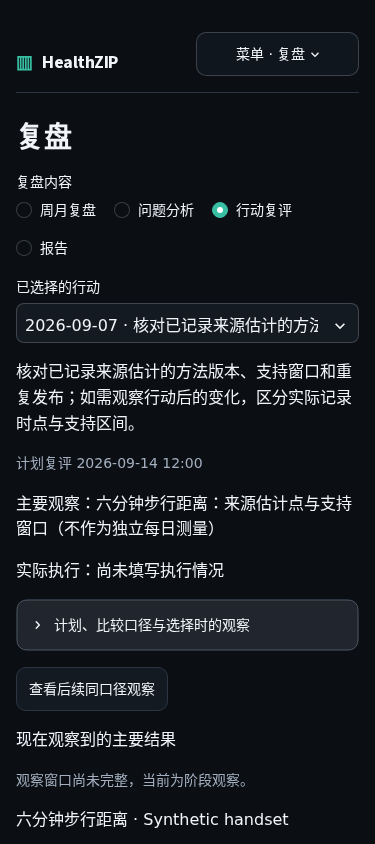 HealthZIP
菜单 · 复盘
复盘
复盘内容
周月复盘 问题分析 行动复评
报告
已选择的行动
2026-09-07 · 核对已记录来源估计的方法
核对已记录来源估计的方法版本、支持窗口和重
复发布；如需观察行动后的变化，区分实际记录
时点与支持区间。
计划复评 2026-09-14 12:00
主要观察：六分钟步行距离：来源估计点与支持
窗口（不作为独立每日测量）
实际执行：尚未填写执行情况
计划、比较口径与选择时的观察
查看后续同口径观察
现在观察到的主要结果
观察窗口尚未完整，当前为阶段观察。
六分钟步行距离 · Synthetic handset